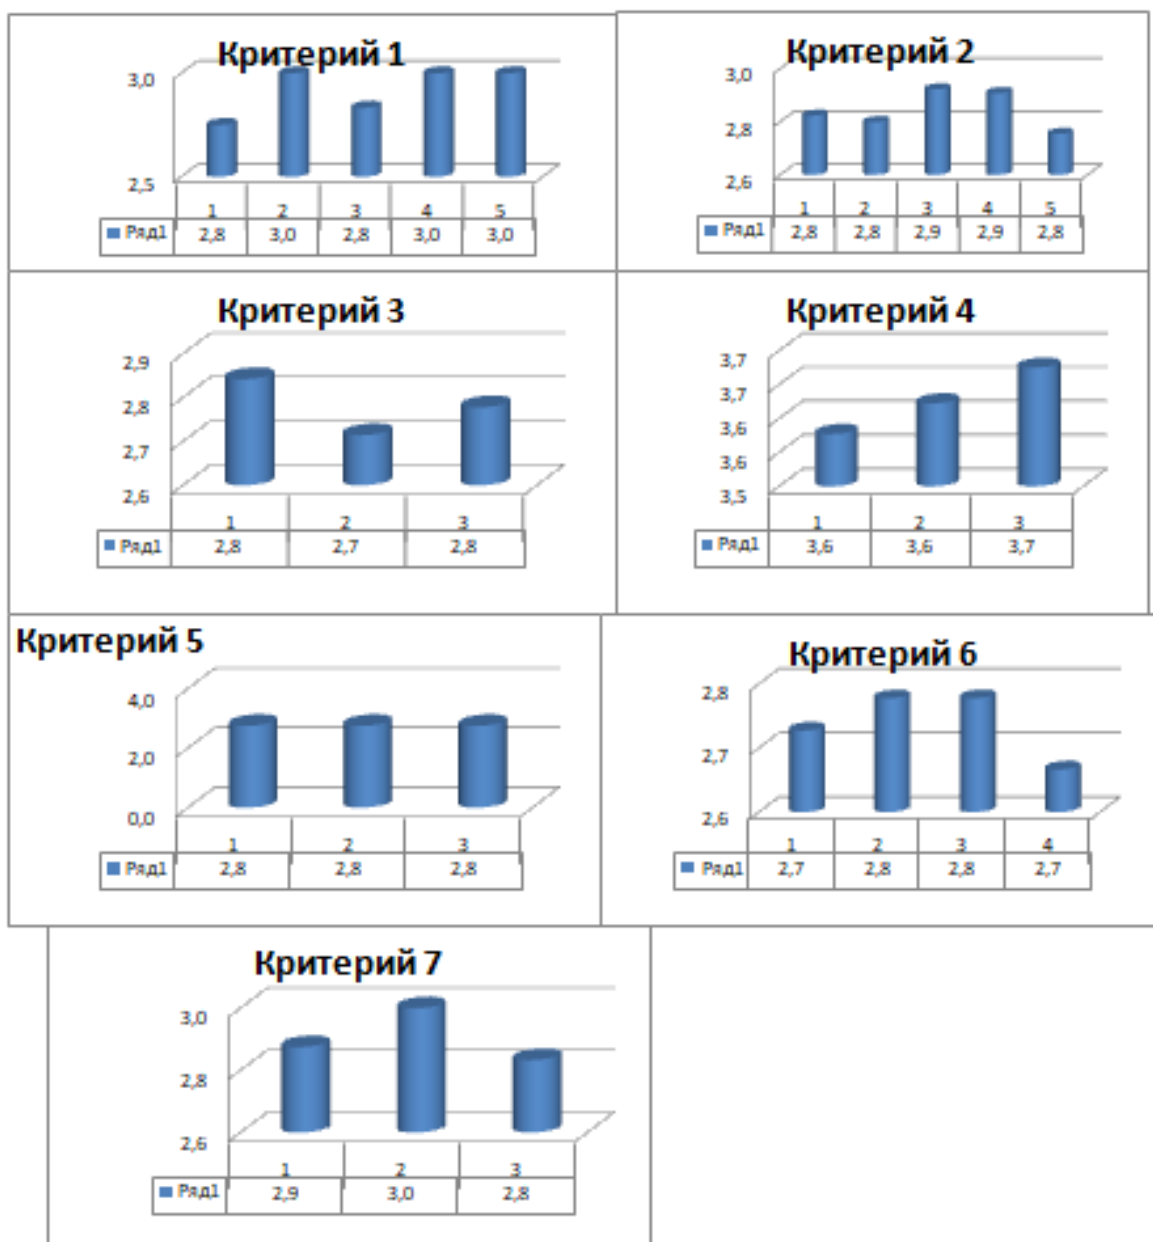 Критерий 1
3,0
2,5
1 2 3 4 5
Ряд1 2,8 3,0 2,8 3,0 3,0
Критерий 2
3,0
2,8
2,6
1 2 3 4 5
Ряд1 2,8 2,8 2,9 2,9 2,8
Критерий 3
2,9
2,8
2,7
2,6
1 2 3
Ряд1 2,8 2,7 2,8
Критерий 4
3,7
3,7
3,6
3,6
3,5
1 2 3
Ряд1 3,6 3,6 3,7
Критерий 5
4,0
2,0
0,0
1 2 3
Ряд1 2,8 2,8 2,8
Критерий 6
2,8
2,7
2,6
1 2 3 4
Ряд1 2,7 2,8 2,8 2,7
Критерий 7
3,0
2,8
2,6
1 2 3
Ряд1 2,9 3,0 2,8